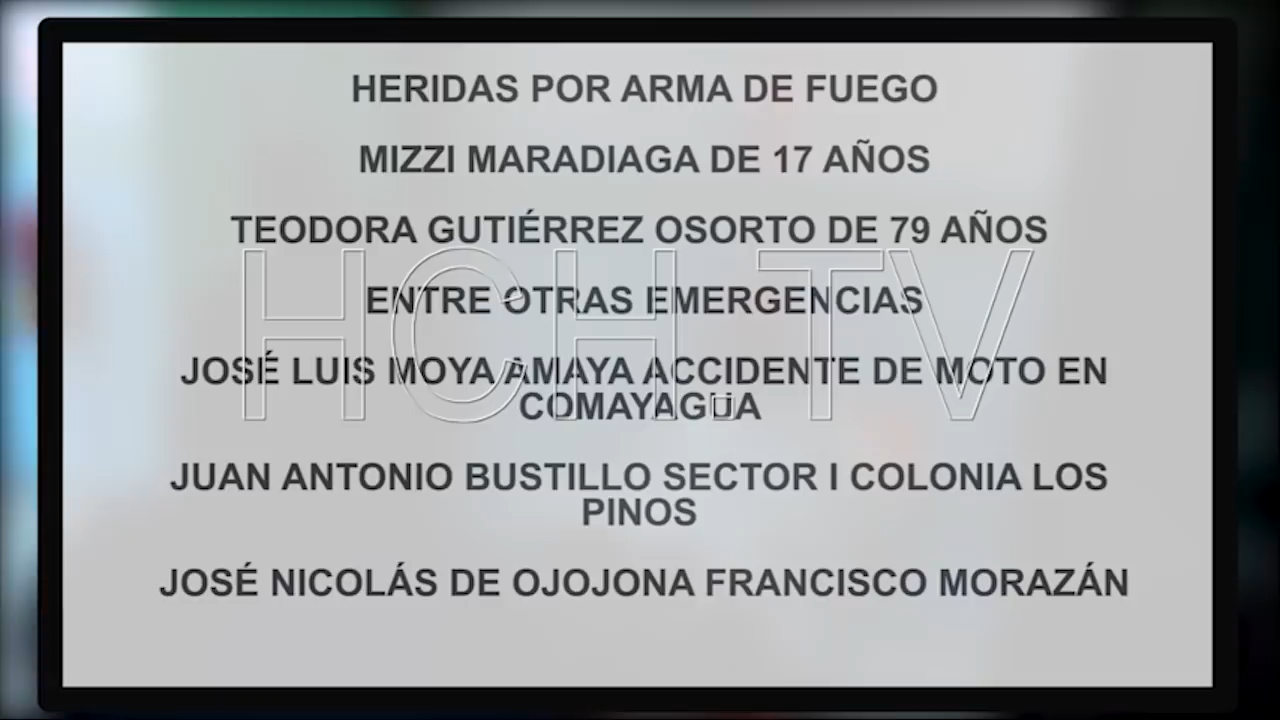 HERIDAS POR ARMA DE FUEGO
MIZZI MARADIAGA DE 17 AÑOS
TEODORA GUTIÉRREZ OSORTO DE 79 AÑOS
HCH.TV
ENTRE OTRAS EMERGENCIAS
JOSÉ LUIS MOYA AMAYA ACCIDENTE DE MOTO EN
COMAYAGUA
JUAN ANTONIO BUSTILLO SECTOR I COLONIA LOS
PINOS
JOSÉ NICOLÁS DE OJOJONA FRANCISCO MORAZÁN